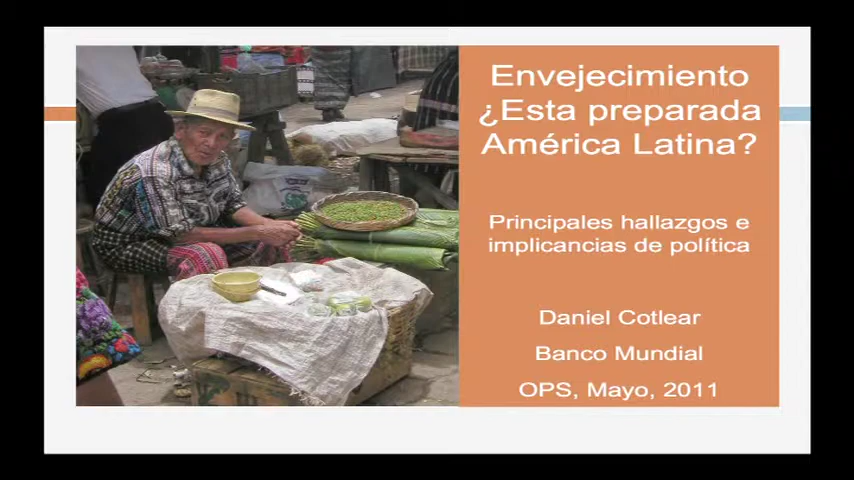 Envejecimiento
¿Esta preparada
América Latina?
Principales hallazgos e
implicancias de política
Daniel Cotlear
Banco Mundial
OPS, Mayo, 2011